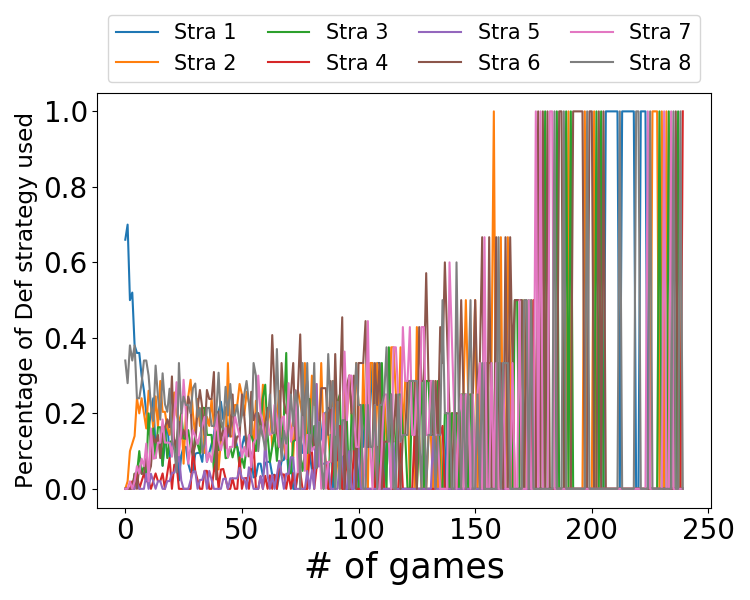 Stra 1 Stra 3 Stra 5 Stra 7
Stra 2 Stra 4 Stra 6 Stra 8
Percentage of Def strategy used
1.0
0.8
0.6
0.4
0.2
0.0
0 50 100 150 200 250
# of games